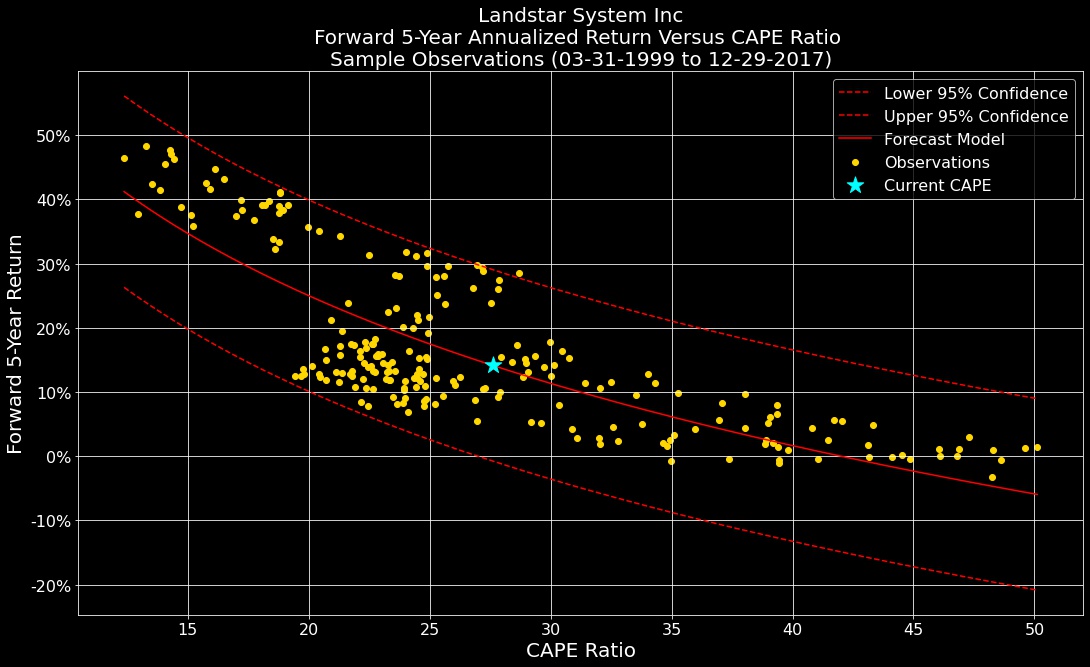 Landstar System Inc
Forward 5-Year Annualized Return Versus CAPE Ratio
Sample Observations (03-31-1999 to 12-29-2017)
Lower 95% Confidence
Upper 95% Confidence
Forecast Model
Observations
Current CAPE
Forward 5-Year Return
50%
40%
30%
20%
10%
0%
-10%
-20%
15 20 25 30 35 40 45 50
CAPE Ratio